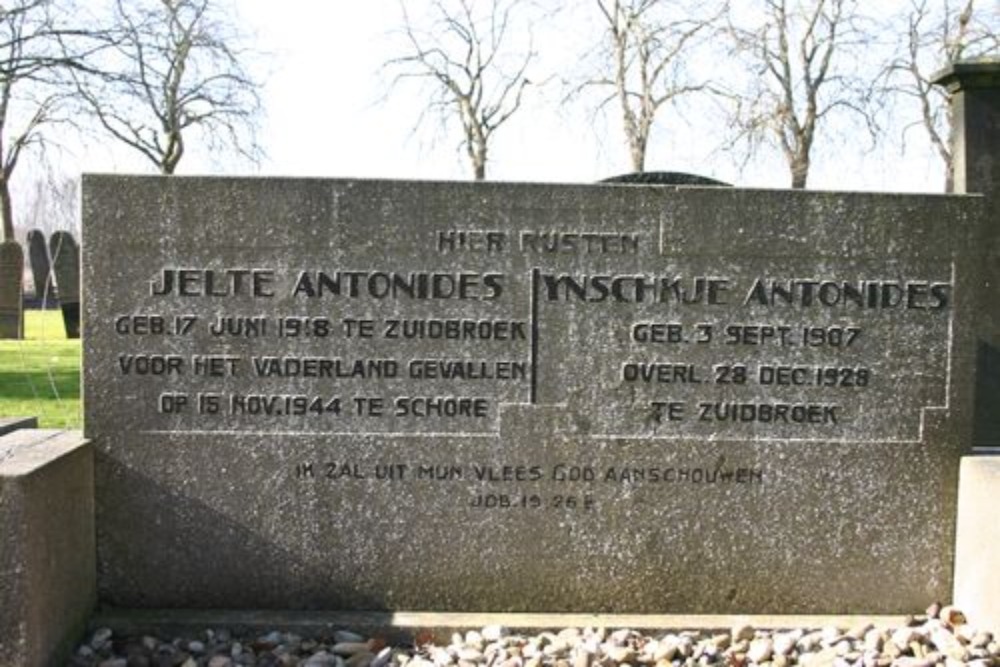 HIER RUSTEN
JELTE ANTONIDES
GEB. 17 JUNI 1918 TE ZUIDBROEK
VOOR HET VADERLAND GEVALLEN
OP 15 NOV. 1944 TE SCHORE
YNSCHKJE ANTONIDES
GEB. 3 SEPT. 1907
OVERL. 28 DEC. 1928
TE ZUIDBROEK
IK ZAL UIT MIJN VLEES GOD AANSCHOUWEN
JOB. 19 26 B